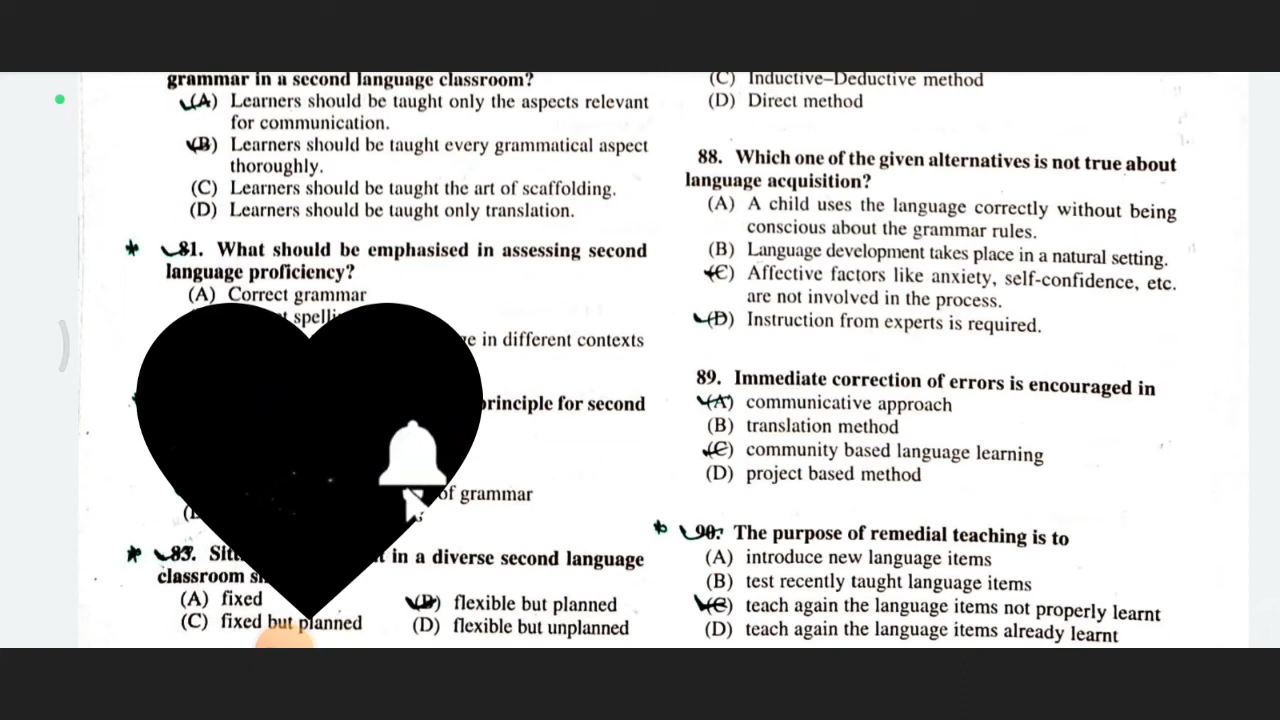 grammar in a second language classroom?
(A) Learners should be taught only the aspects relevant
for communication.
(B) Learners should be taught every grammatical aspect
thoroughly.
(C) Learners should be taught the art of scaffolding.
(D) Learners should be taught only translation.
81. What should be emphasised in assessing second
language proficiency?
(A) Correct grammar
in different contexts
for second
of grammar
83. in a diverse second language
classroom
(A) fixed (B) flexible but planned
(C) fixed but planned (D) flexible but unplanned
(C) Inductive–Deductive method
(D) Direct method
88. Which one of the given alternatives is not true about
language acquisition?
(A) A child uses the language correctly without being
conscious about the grammar rules.
(B) Language development takes place in a natural setting.
(C) Affective factors like anxiety, self-confidence, etc.
are not involved in the process.
(D) Instruction from experts is required.
89. Immediate correction of errors is encouraged in
(A) communicative approach
(B) translation method
(C) community based language learning
(D) project based method
90. The purpose of remedial teaching is to
(A) introduce new language items
(B) test recently taught language items
(C) teach again the language items not properly learnt
(D) teach again the language items already learnt